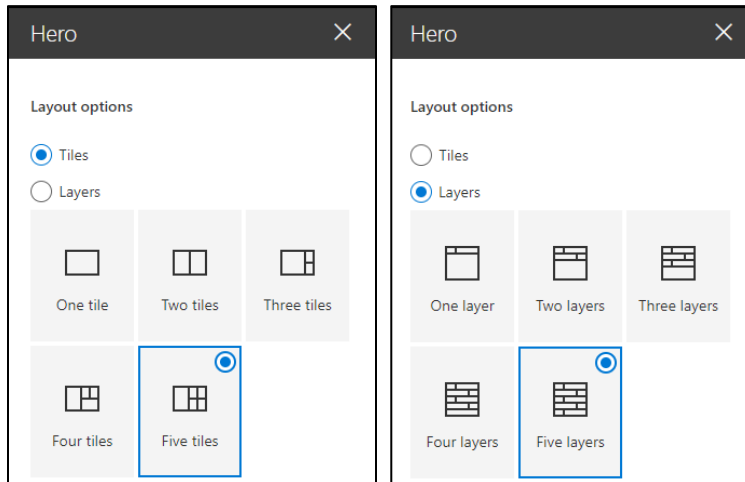 Hero
Layout options
Tiles
Layers
One tile
Two tiles
Three tiles
Four tiles
Five tiles
Hero
Layout options
Tiles
Layers
One layer
Two layers
Three layers
Four layers
Five layers